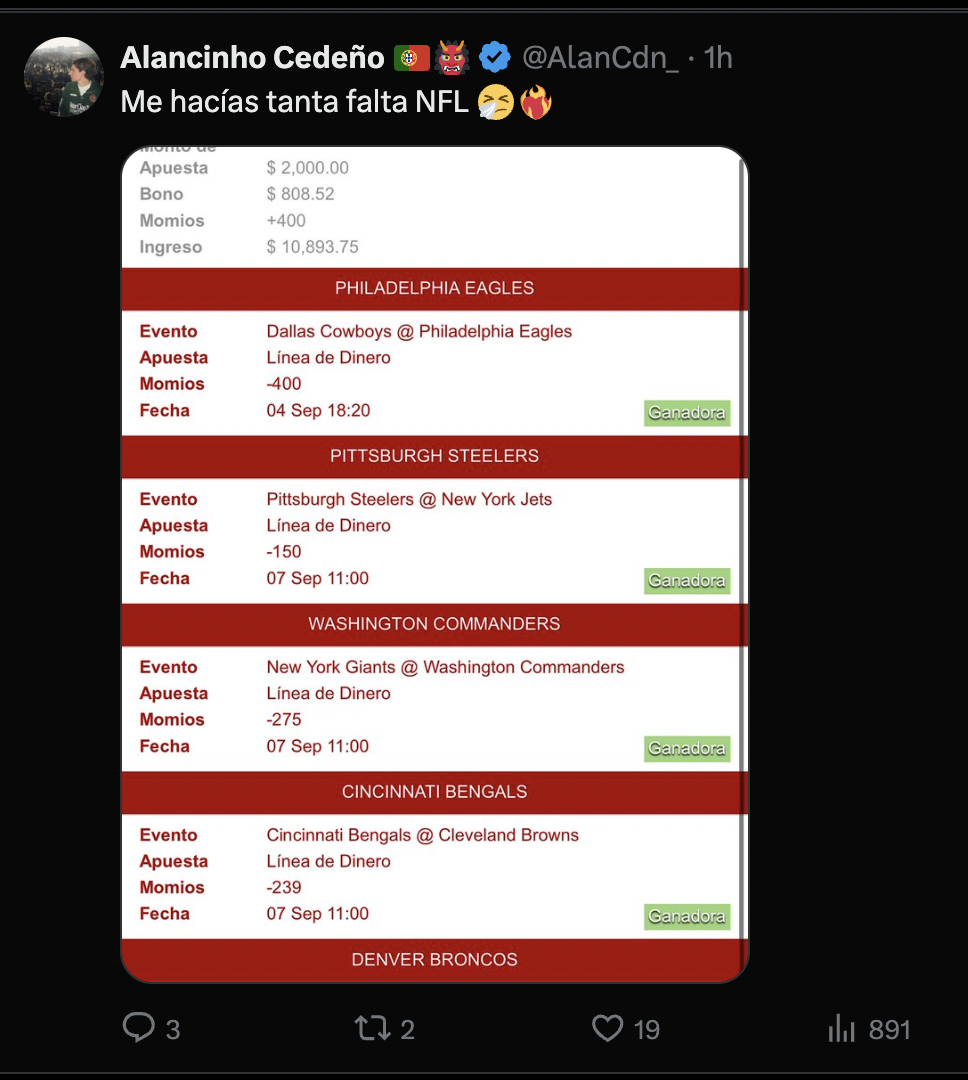 Alancinho Cedeño 🇵🇹👹 @AlanCdn_ · 1h
Me hacías tanta falta NFL 🤧❤️‍🔥
Monto de
Apuesta $ 2,000.00
Bono $ 808.52
Momios +400
Ingreso $ 10,893.75
PHILADELPHIA EAGLES
Evento Dallas Cowboys @ Philadelphia Eagles
Apuesta Línea de Dinero
Momios -400
Fecha 04 Sep 18:20
Ganadora
PITTSBURGH STEELERS
Evento Pittsburgh Steelers @ New York Jets
Apuesta Línea de Dinero
Momios -150
Fecha 07 Sep 11:00
Ganadora
WASHINGTON COMMANDERS
Evento New York Giants @ Washington Commanders
Apuesta Línea de Dinero
Momios -275
Fecha 07 Sep 11:00
Ganadora
CINCINNATI BENGALS
Evento Cincinnati Bengals @ Cleveland Browns
Apuesta Línea de Dinero
Momios -239
Fecha 07 Sep 11:00
Ganadora
DENVER BRONCOS
3 2 19 891